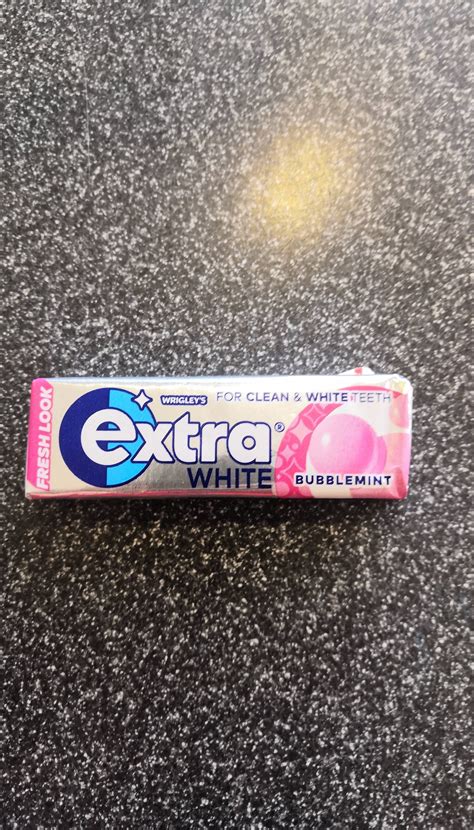 FRESH LOOK
WRIGLEY'S
FOR CLEAN & WHITE TEETH
extra®
WHITE
BUBBLEMINT